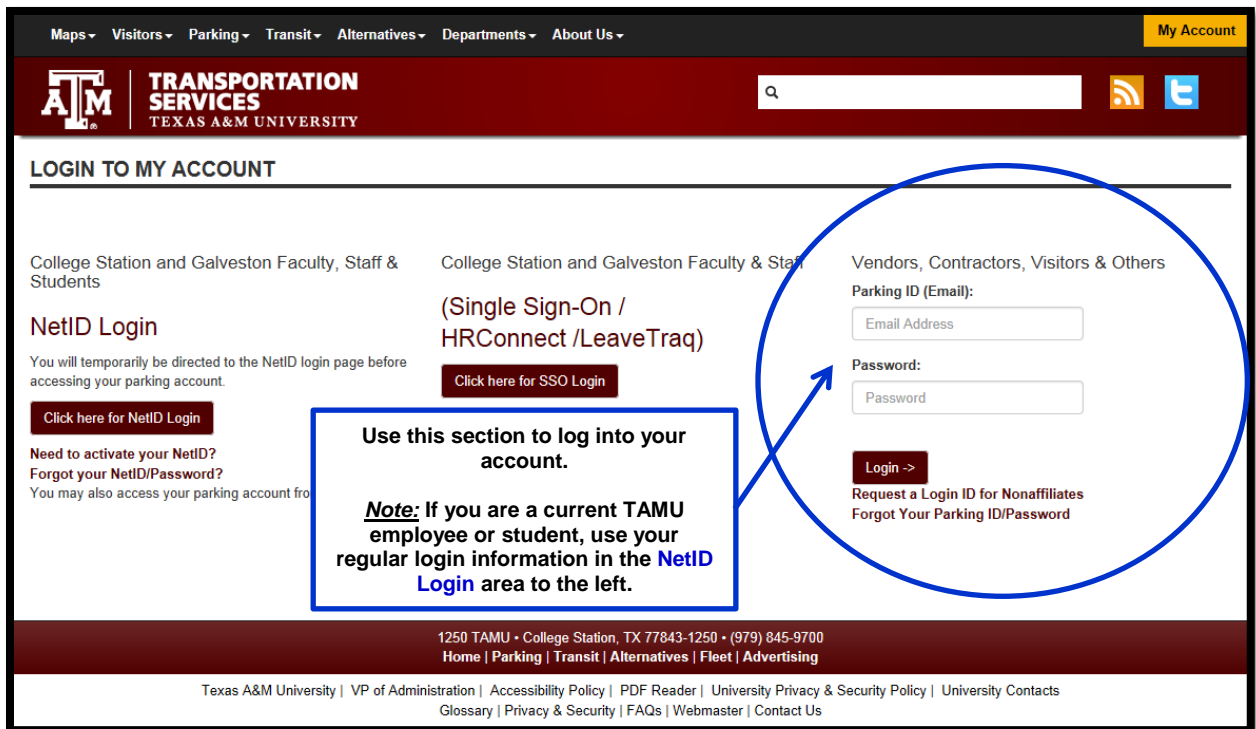 Maps Visitors Parking Transit Alternatives Departments About Us My Account
TRANSPORTATION
SERVICES
TEXAS A&M UNIVERSITY
ATM
®
LOGIN TO MY ACCOUNT
College Station and Galveston Faculty, Staff &
Students
NetID Login
You will temporarily be directed to the NetID login page before
accessing your parking account.
Click here for NetID Login
Need to activate your NetID?
Forgot your NetID/Password?
You may also access your parking account
College Station and Galveston Faculty & Staff
(Single Sign-On /
HRConnect /LeaveTraq)
Click here for SSO Login
Use this section to log into your
account.
Note: If you are a current TAMU
employee or student, use your
regular login information in the NetID
Login area to the left.
Vendors, Contractors, Visitors & Others
Parking ID (Email):
Email Address
Password:
Password
Login ->
Request a Login ID for Nonaffiliates
Forgot Your Parking ID/Password
1250 TAMU • College Station, TX 77843-1250 • (979) 845-9700
Home | Parking | Transit | Alternatives | Fleet | Advertising
Texas A&M University | VP of Administration | Accessibility Policy | PDF Reader | University Privacy & Security Policy | University Contacts
Glossary | Privacy & Security | FAQs | Webmaster | Contact Us